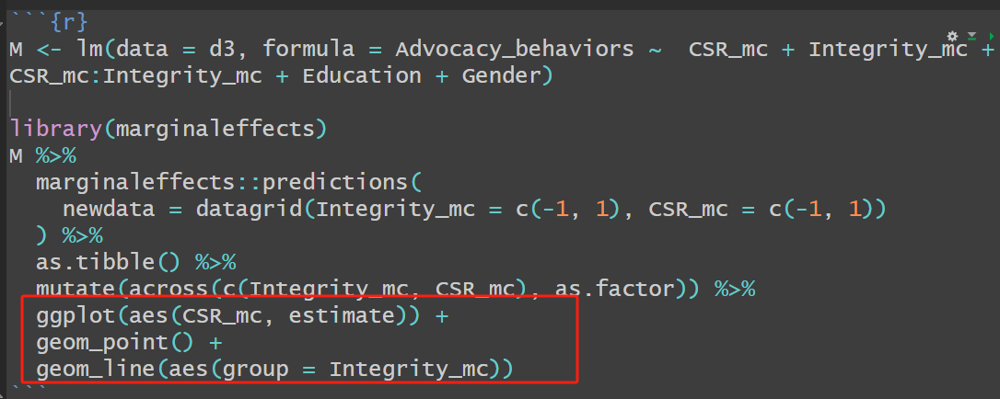 ```{r}
M <- lm(data = d3, formula = Advocacy_behaviors ~  CSR_mc + Integrity_mc +
CSR_mc:Integrity_mc + Education + Gender)
library(marginaleffects)
M %>%
  marginaleffects::predictions(
    newdata = datagrid(Integrity_mc = c(-1, 1), CSR_mc = c(-1, 1))
  ) %>%
  as.tibble() %>%
  mutate(across(c(Integrity_mc, CSR_mc), as.factor)) %>%
  ggplot(aes(CSR_mc, estimate)) +
  geom_point() +
  geom_line(aes(group = Integrity_mc))
```